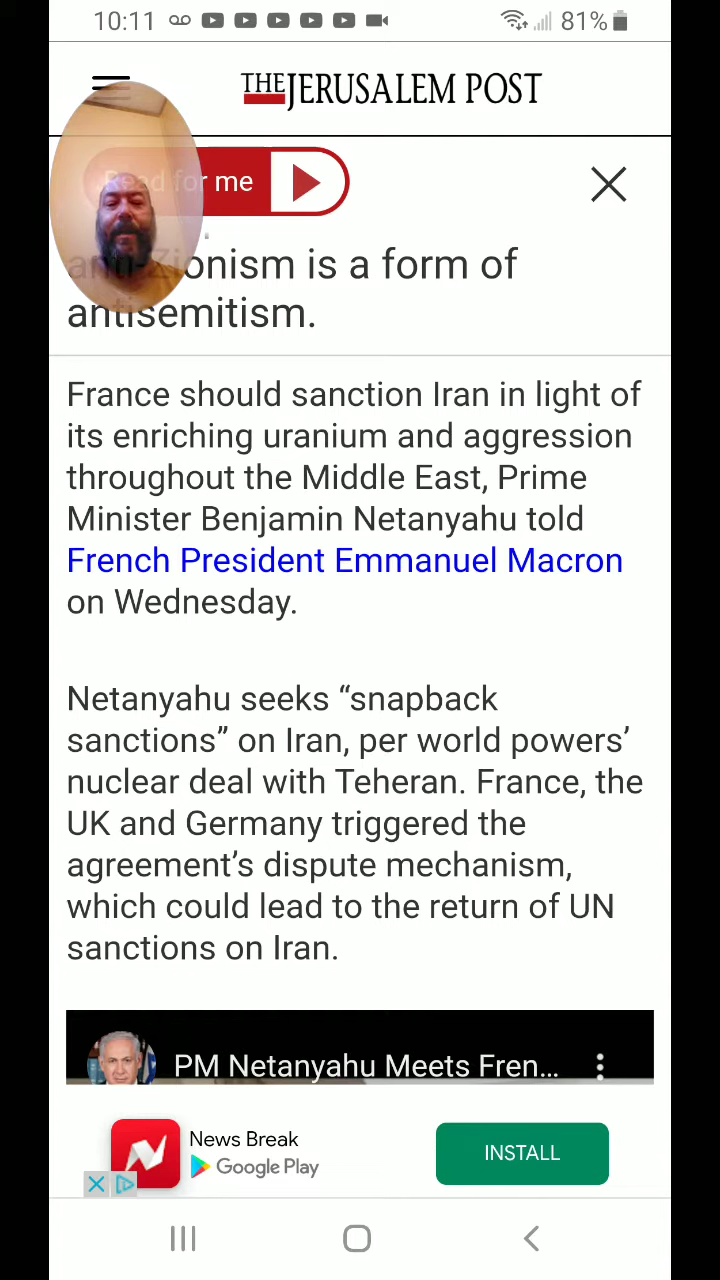 10:11
81%
THE JERUSALEM POST
Read for me
anti-Zionism is a form of
antisemitism.
France should sanction Iran in light of
its enriching uranium and aggression
throughout the Middle East, Prime
Minister Benjamin Netanyahu told
French President Emmanuel Macron
on Wednesday.
Netanyahu seeks “snapback
sanctions” on Iran, per world powers’
nuclear deal with Teheran. France, the
UK and Germany triggered the
agreement’s dispute mechanism,
which could lead to the return of UN
sanctions on Iran.
PM Netanyahu Meets Fren...
News Break
Google Play
INSTALL